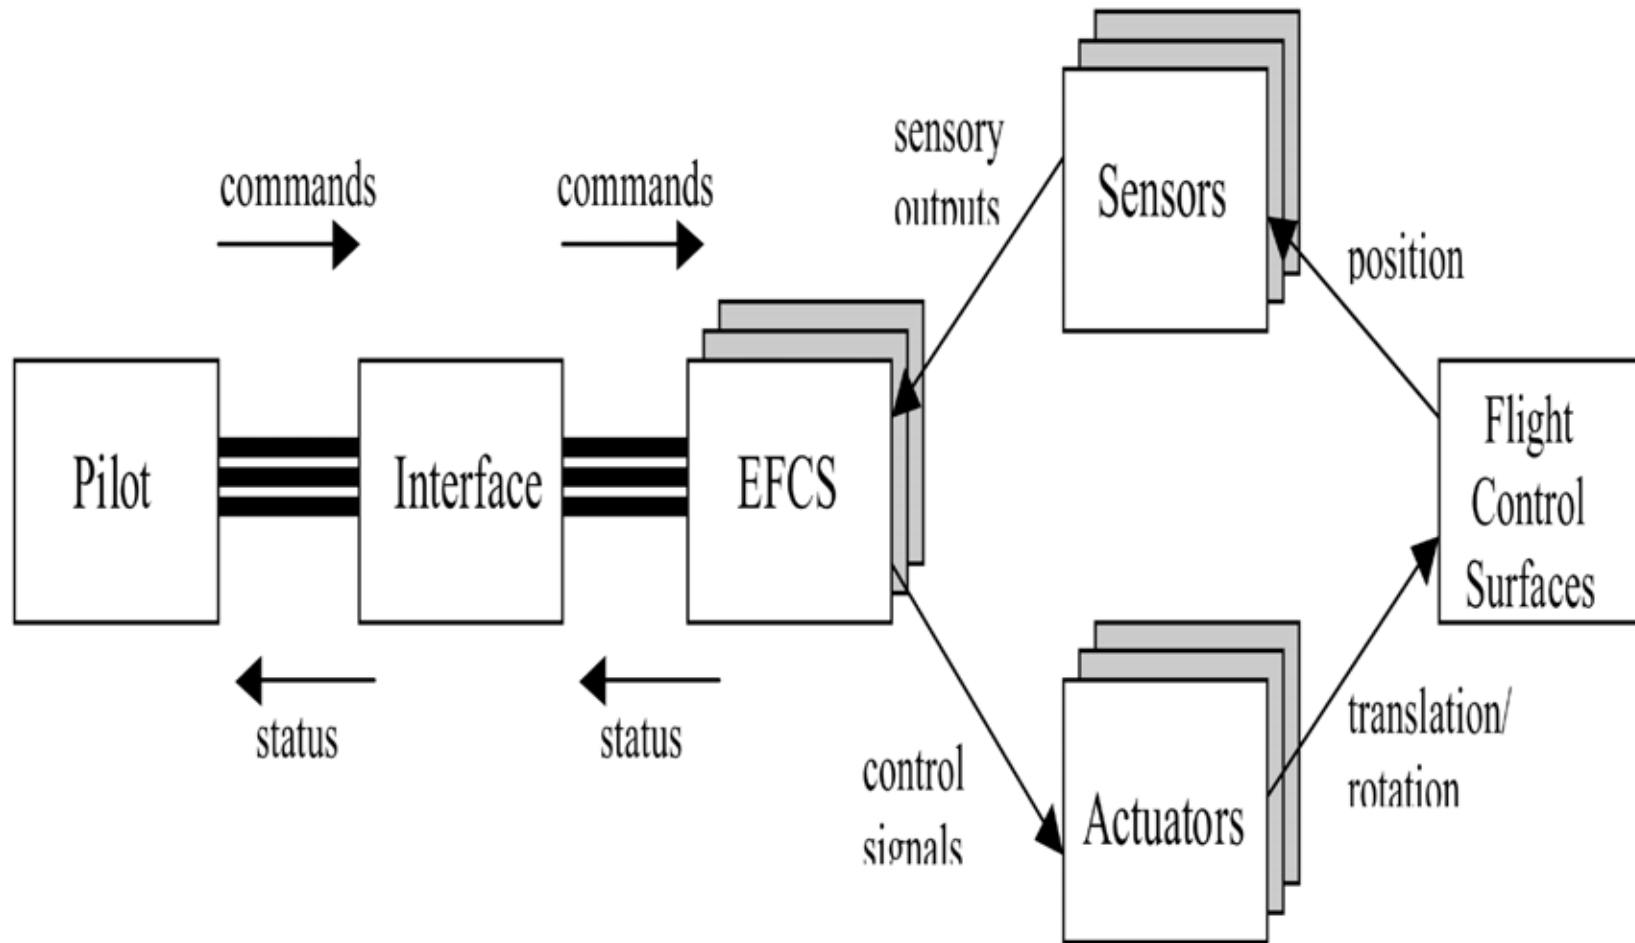 commands
commands
sensory
outputs
Sensors
position
Pilot
Interface
EFCS
Flight
Control
Surfaces
status
status
control
signals
Actuators
translation/
rotation